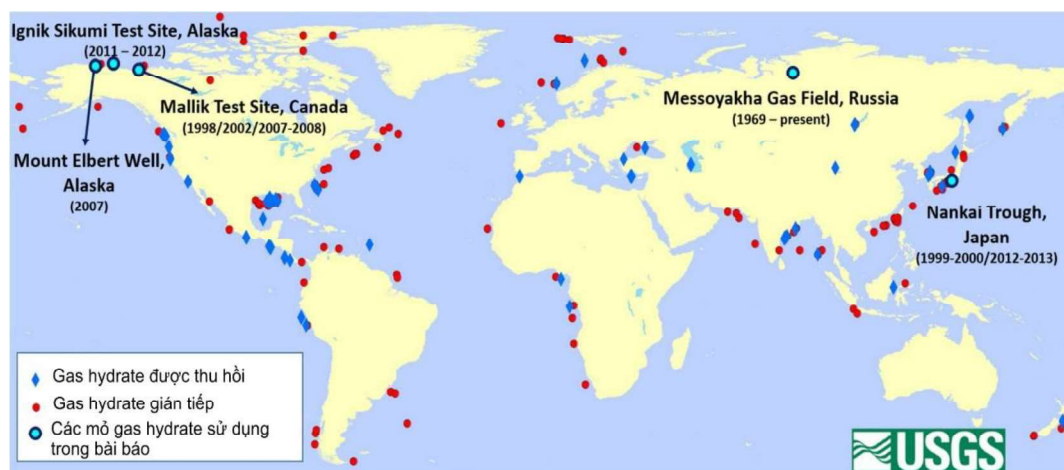 Ignik Sikumi Test Site, Alaska
(2011 – 2012)
Mallik Test Site, Canada
(1998/2002/2007-2008)
Mount Elbert Well,
Alaska
(2007)
Messoyakha Gas Field, Russia
(1969 – present)
Nankai Trough,
Japan
(1999-2000/2012-2013)
Gas hydrate được thu hồi
Gas hydrate gián tiếp
Các mỏ gas hydrate sử dụng
trong bài báo
USGS